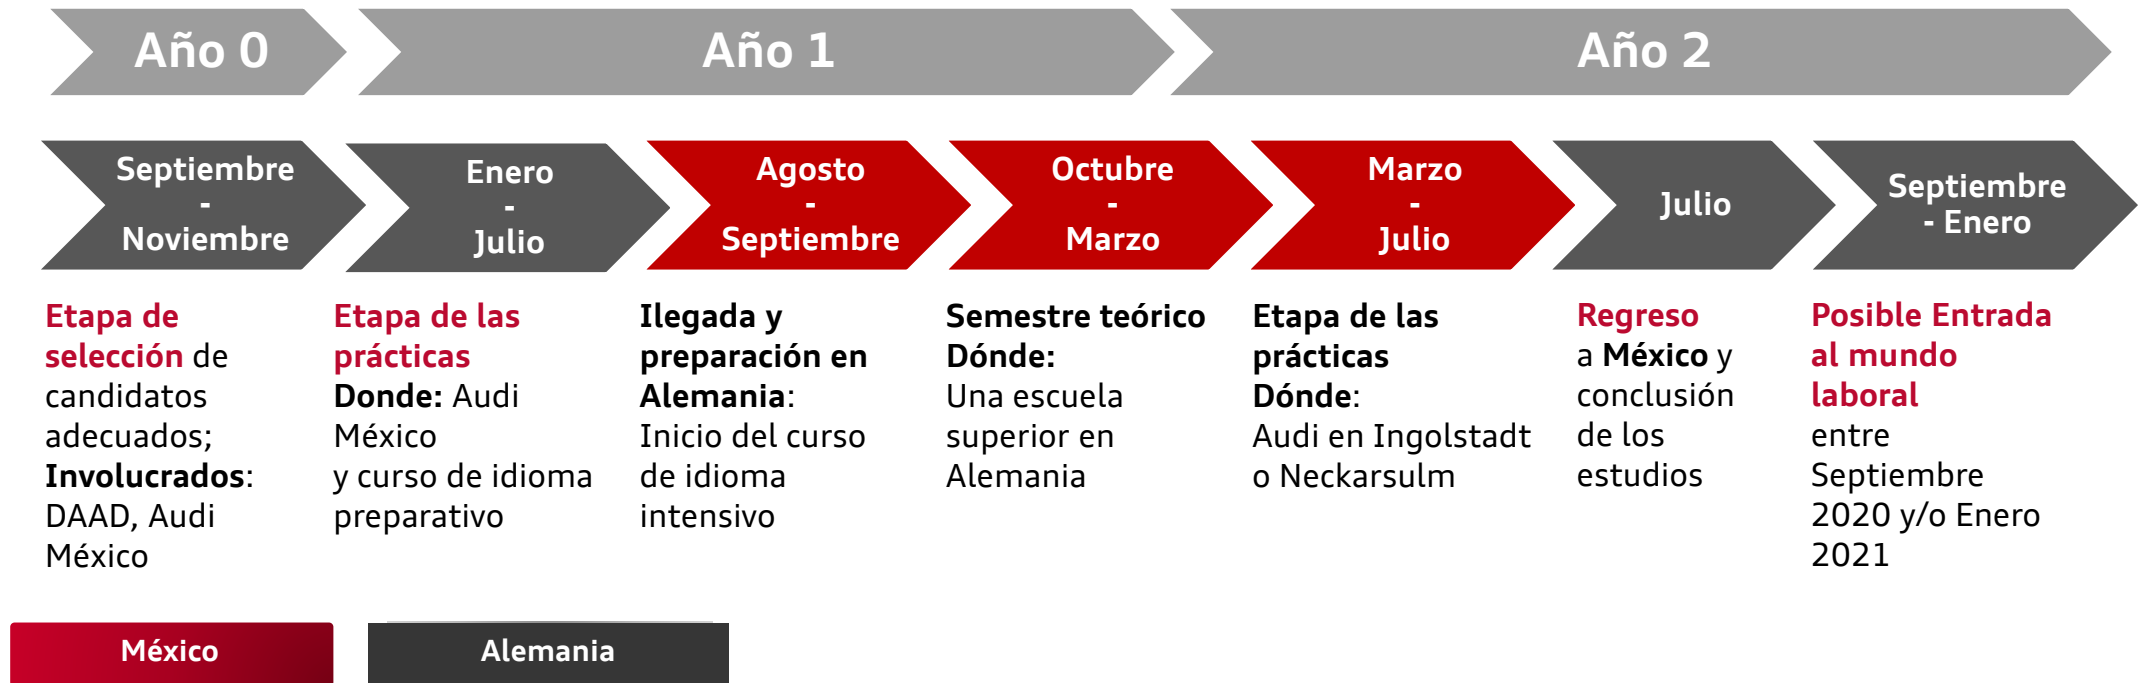 Año 0
Año 1
Año 2
Septiembre
-
Noviembre
Enero
-
Julio
Agosto
-
Septiembre
Octubre
-
Marzo
Marzo
-
Julio
Julio
Septiembre
- Enero
Etapa de
selección de
candidatos
adecuados;
Involucrados:
DAAD, Audi
México
Etapa de las
prácticas
Donde: Audi
México
y curso de idioma
preparativo
Ilegada y
preparación en
Alemania:
Inicio del curso
de idioma
intensivo
Semestre teórico
Dónde:
Una escuela
superior en
Alemania
Etapa de las
prácticas
Dónde:
Audi en Ingolstadt
o Neckarsulm
Regreso
a México y
conclusión
de los
estudios
Posible Entrada
al mundo
laboral
entre
Septiembre
2020 y/o Enero
2021
México
Alemania